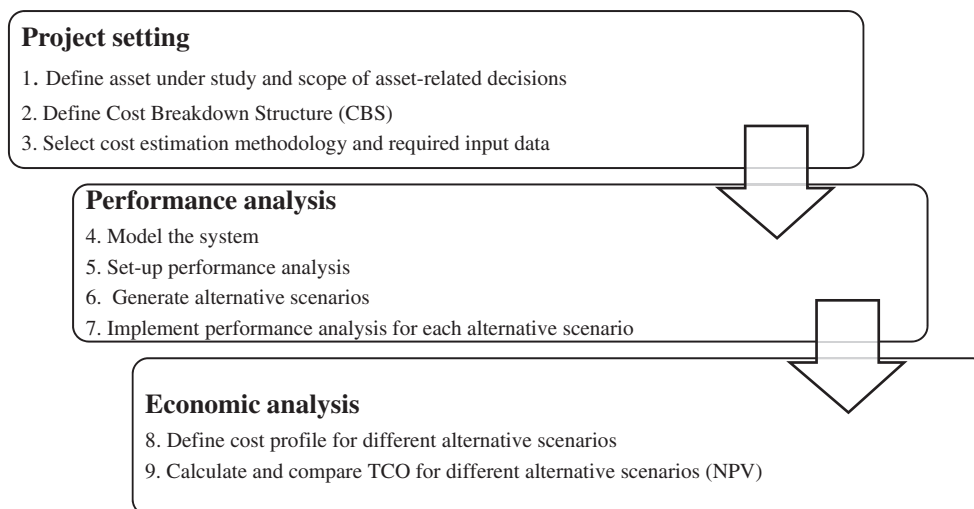 Project setting
1. Define asset under study and scope of asset-related decisions
2. Define Cost Breakdown Structure (CBS)
3. Select cost estimation methodology and required input data
Performance analysis
4. Model the system
5. Set-up performance analysis
6. Generate alternative scenarios
7. Implement performance analysis for each alternative scenario
Economic analysis
8. Define cost profile for different alternative scenarios
9. Calculate and compare TCO for different alternative scenarios (NPV)